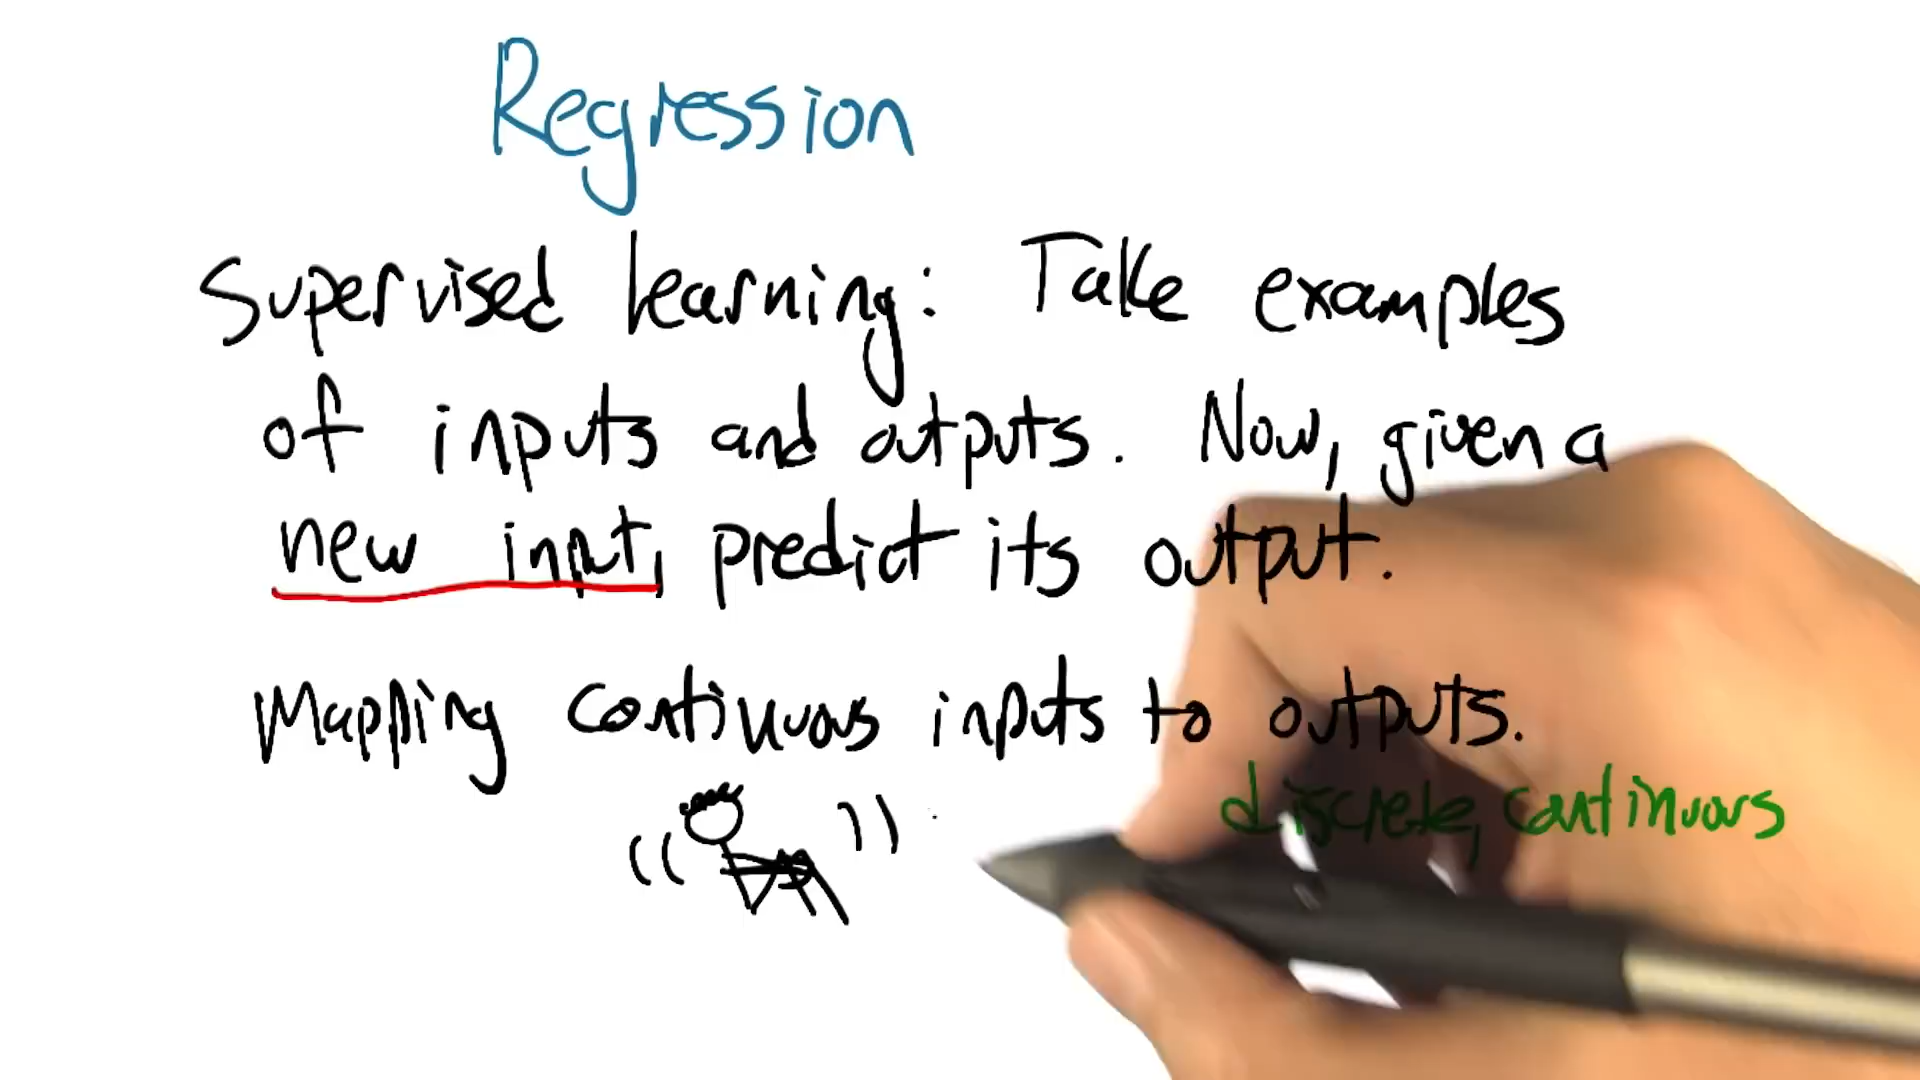 Regression
Supervised learning: Take examples
of inputs and outputs. Now, given a
new input, predict its output.
Mapping continuous inputs to outputs.
discrete, continuous